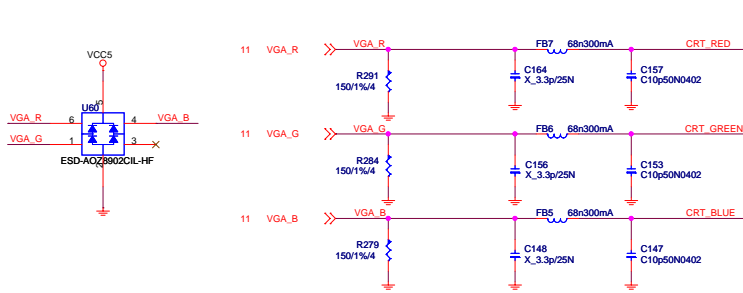 11 VGA_R VGA_R FB7 68n300mA CRT_RED
VCC5
R291
150/1%/4
C164
X_3.3p/25N
C157
C10p50N0402
5
U60
VGA_R 6 4 VGA_B
VGA_G 1 3
2
ESD-AOZ8902CIL-HF
11 VGA_G VGA_G FB6 68n300mA CRT_GREEN
R284
150/1%/4
C156
X_3.3p/25N
C153
C10p50N0402
11 VGA_B VGA_B FB5 68n300mA CRT_BLUE
R279
150/1%/4
C148
X_3.3p/25N
C147
C10p50N0402